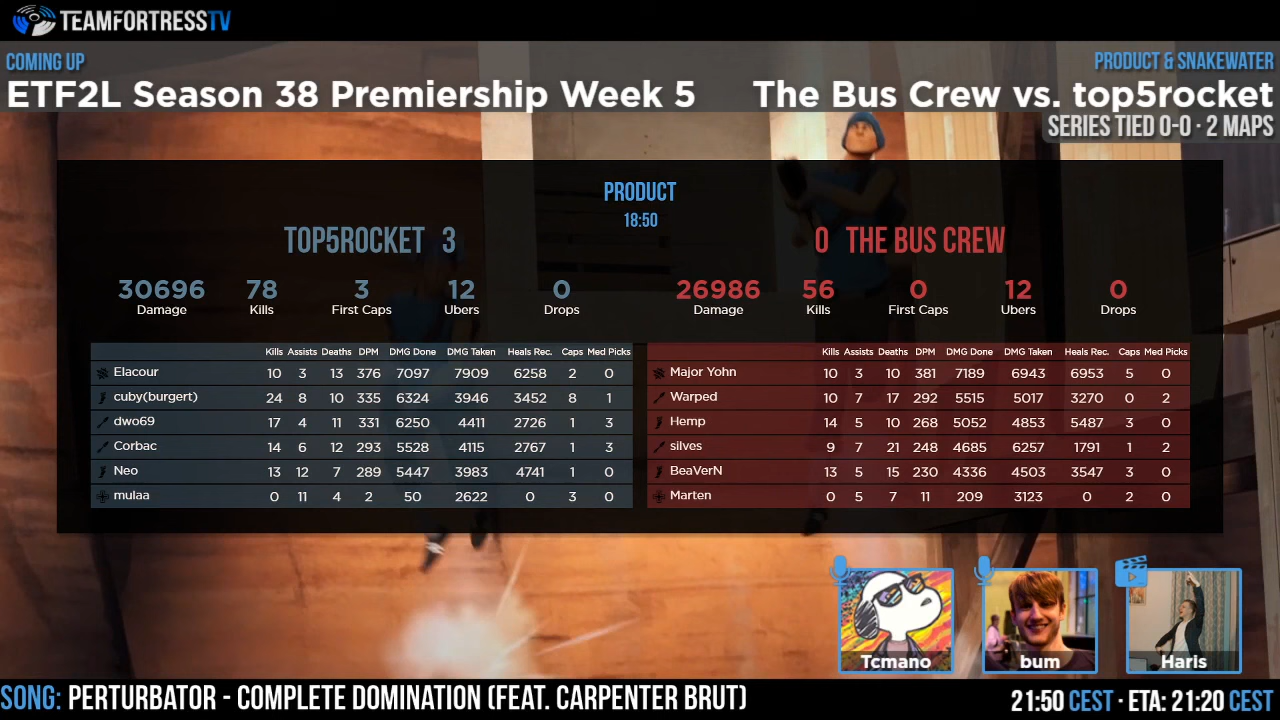 TEAMFORTRESSTV
COMING UP
ETF2L Season 38 Premiership Week 5
PRODUCT & SNAKEWATER
The Bus Crew vs. top5rocket
SERIES TIED 0-0 · 2 MAPS
PRODUCT
18:50
TOP5ROCKET 3
0 THE BUS CREW
30696 78 3 12 0
Damage Kills First Caps Ubers Drops
26986 56 0 12 0
Damage Kills First Caps Ubers Drops
Kills Assists Deaths DPM DMG Done DMG Taken Heals Rec. Caps Med Picks
Elacour 10 3 13 376 7097 7909 6258 2 0
cuby(burgert) 24 8 10 335 6324 3946 3452 8 1
dwo69 17 4 11 331 6250 4411 2726 1 3
Corbac 14 6 12 293 5528 4115 2767 1 3
Neo 13 12 7 289 5447 3983 4741 1 0
mulaa 0 11 4 2 50 2622 0 3 0
Kills Assists Deaths DPM DMG Done DMG Taken Heals Rec. Caps Med Picks
Major Yohn 10 3 10 381 7189 6943 6953 5 0
Warped 10 7 17 292 5515 5017 3270 0 2
Hemp 14 5 10 268 5052 4853 5487 3 0
silves 9 7 21 248 4685 6257 1791 1 2
BeaVerN 13 5 15 230 4336 4503 3547 3 0
Marten 0 5 7 11 209 3123 0 2 0
Tcmano
bum
Haris
SONG: PERTURBATOR - COMPLETE DOMINATION (FEAT. CARPENTER BRUT)
21:50 CEST · ETA: 21:20 CEST